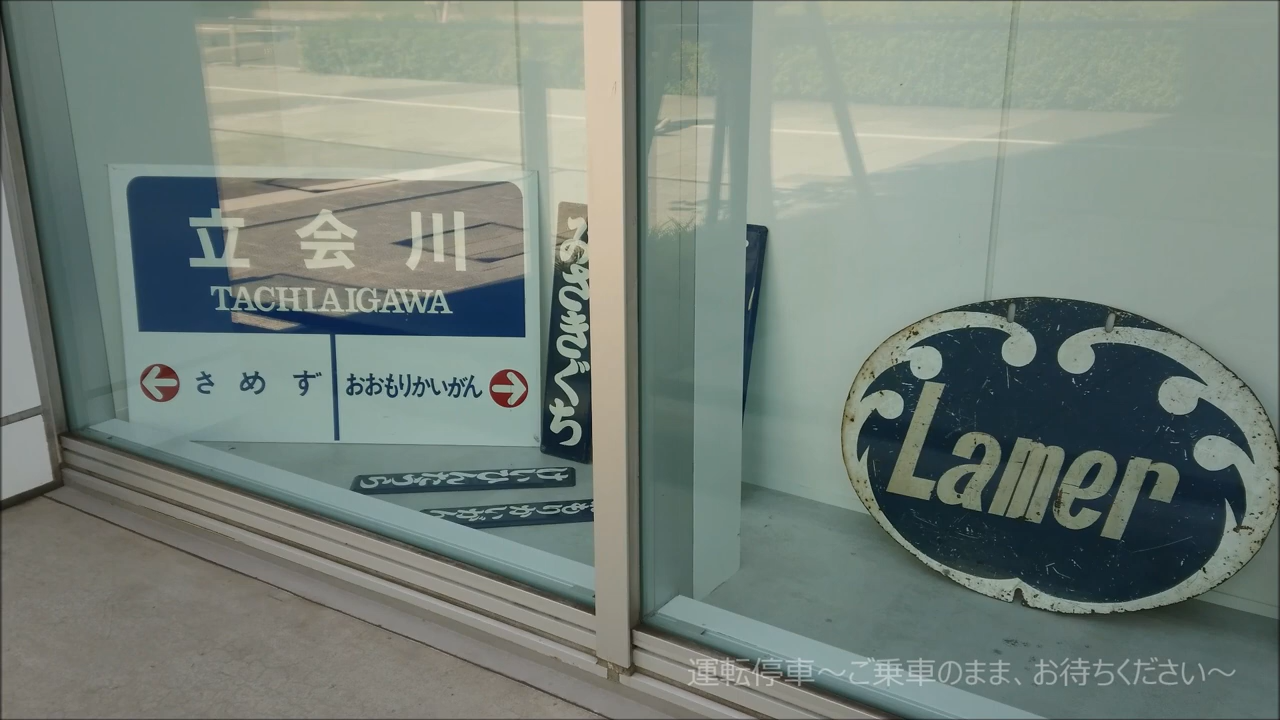 立会川
TACHIAIGAWA
さめず
おおもりかいがん
みさきぐち
Lamer
運転停車～ご乗車のまま、お待ちください～